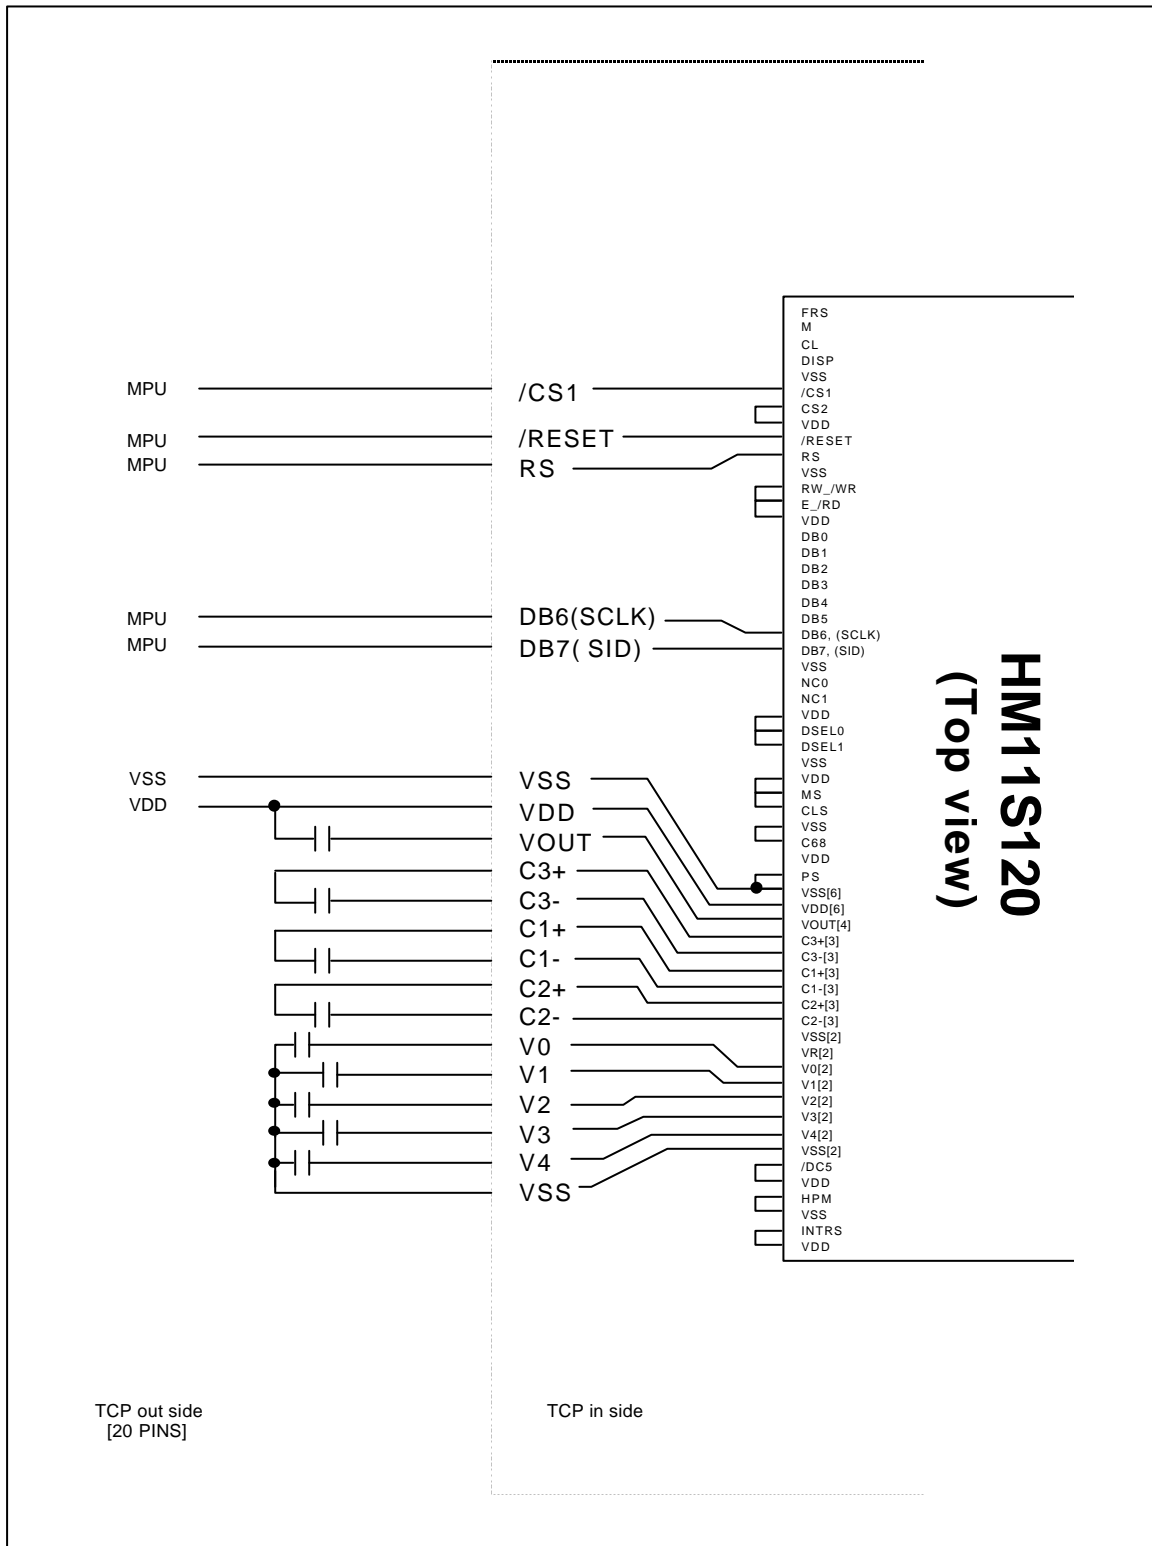 MPU
MPU
MPU
MPU
MPU
VSS
VDD
/CS1
/RESET
RS
DB6(SCLK)
DB7( SID)
VSS
VDD
VOUT
C3+
C3-
C1+
C1-
C2+
C2-
V0
V1
V2
V3
V4
VSS
FRS
M
CL
DISP
VSS
/CS1
CS2
VDD
/RESET
RS
VSS
RW_/WR
E_/RD
VDD
DB0
DB1
DB2
DB3
DB4
DB5
DB6, (SCLK)
DB7, (SID)
VSS
NC0
NC1
VDD
DSEL0
DSEL1
VSS
VDD
MS
CLS
VSS
C68
VDD
PS
VSS[6]
VDD[6]
VOUT[4]
C3+[3]
C3-[3]
C1+[3]
C1-[3]
C2+[3]
C2-[3]
VSS[2]
VR[2]
V0[2]
V1[2]
V2[2]
V3[2]
V4[2]
VSS[2]
/DC5
VDD
HPM
VSS
INTRS
VDD
HM11S120
(Top view)
TCP out side
[20 PINS]
TCP in side